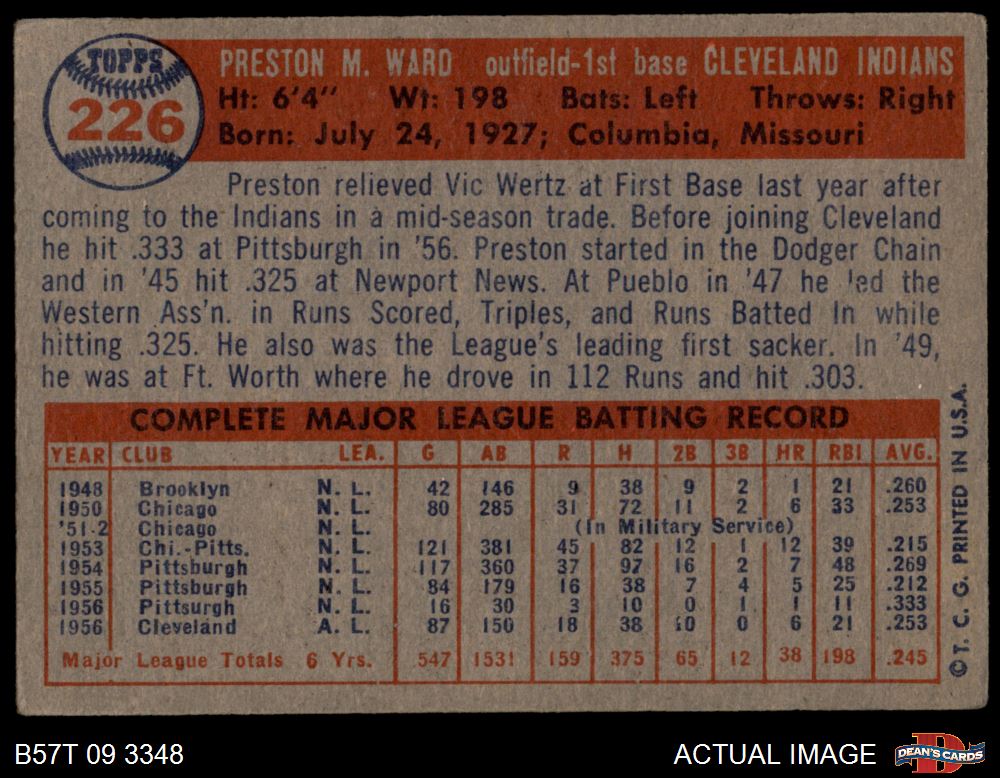 TOPPS
226
PRESTON M. WARD outfield-1st base CLEVELAND INDIANS
Ht: 6'4" Wt: 198 Bats: Left Throws: Right
Born: July 24, 1927; Columbia, Missouri
Preston relieved Vic Wertz at First Base last year after
coming to the Indians in a mid-season trade. Before joining Cleveland
he hit .333 at Pittsburgh in '56. Preston started in the Dodger Chain
and in '45 hit .325 at Newport News. At Pueblo in '47 he led the
Western Ass'n. in Runs Scored, Triples, and Runs Batted In while
hitting .325. He also was the League's leading first sacker. In '49,
he was at Ft. Worth where he drove in 112 Runs and hit .303.
COMPLETE MAJOR LEAGUE BATTING RECORD
YEAR CLUB LEA. G AB R H 2B 3B HR RBI AVG.
1948 Brooklyn N. L. 42 146 9 38 9 2 1 21 .260
1950 Chicago N. L. 80 285 31 72 11 2 6 33 .253
'51-2 Chicago N. L. (In Military Service)
1953 Chi.-Pitts. N. L. 121 381 45 82 12 1 12 39 .215
1954 Pittsburgh N. L. 117 360 37 97 16 2 7 48 .269
1955 Pittsburgh N. L. 84 179 16 38 7 4 5 25 .212
1956 Pittsurgh N. L. 16 30 3 10 0 1 1 11 .333
1956 Cleveland A. L. 87 150 18 38 10 0 6 21 .253
Major League Totals 6 Yrs. 547 1531 159 375 65 12 38 198 .245
© T. C. G. PRINTED IN U.S.A.
B57T 09 3348 ACTUAL IMAGE DEAN'S CARDS